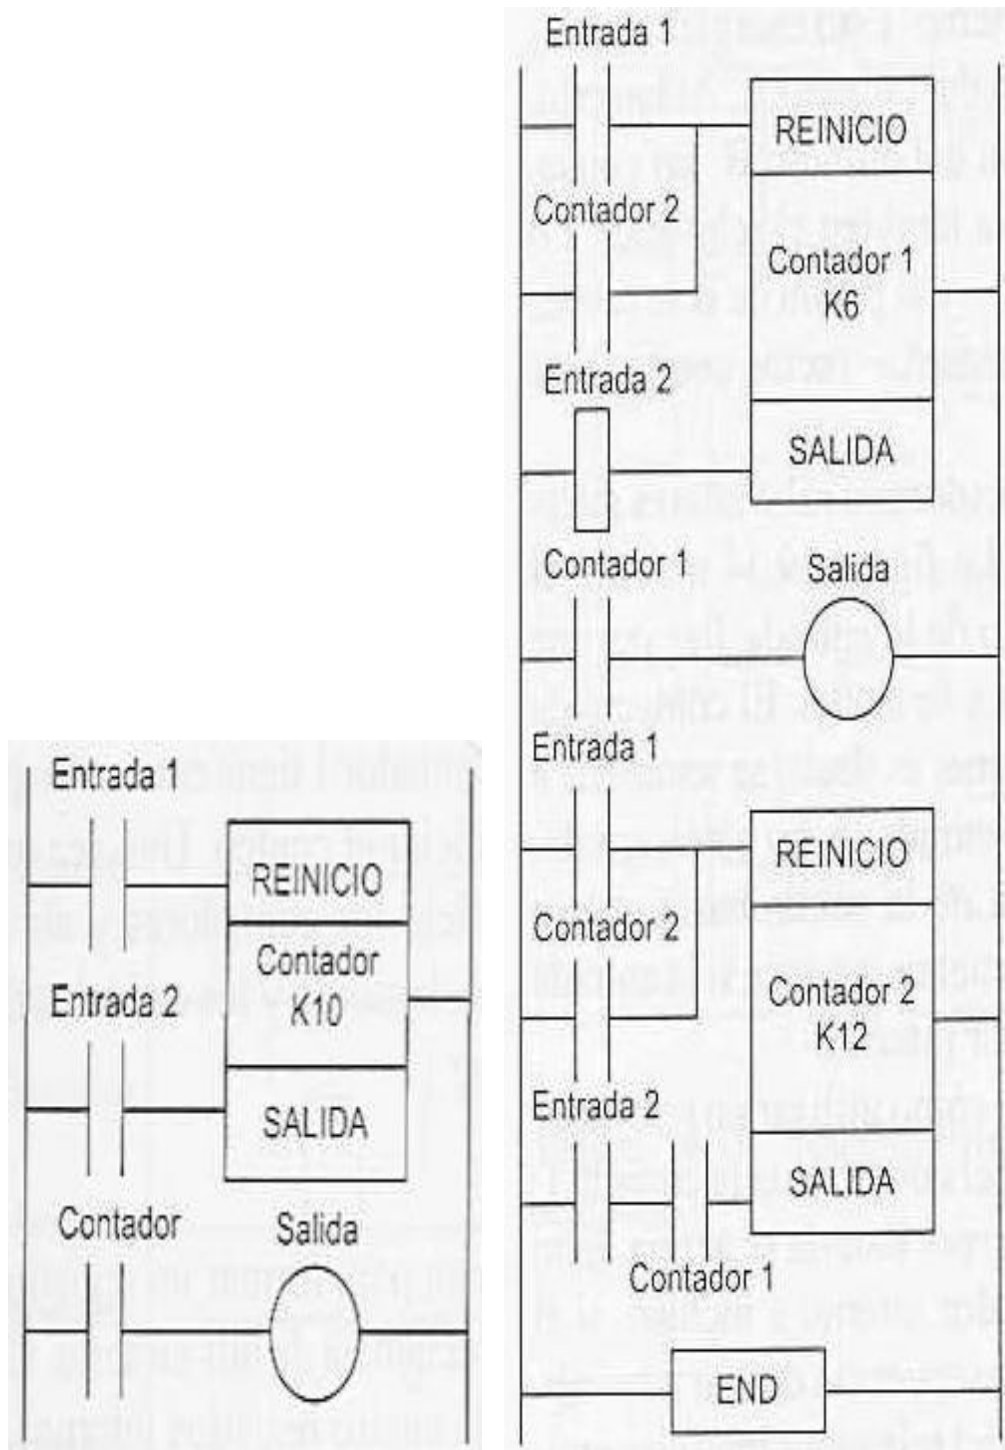 Entrada 1
REINICIO
Contador
K10
Entrada 2
SALIDA
Contador
Salida
Entrada 1
REINICIO
Contador 2
Contador 1
K6
Entrada 2
SALIDA
Contador 1
Salida
Entrada 1
REINICIO
Contador 2
Contador 2
K12
Entrada 2
SALIDA
Contador 1
END